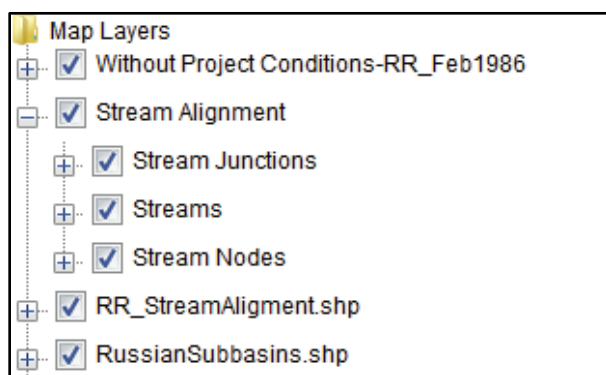 Map Layers
Without Project Conditions-RR_Feb1986
Stream Alignment
Stream Junctions
Streams
Stream Nodes
RR_StreamAligment.shp
RussianSubbasins.shp